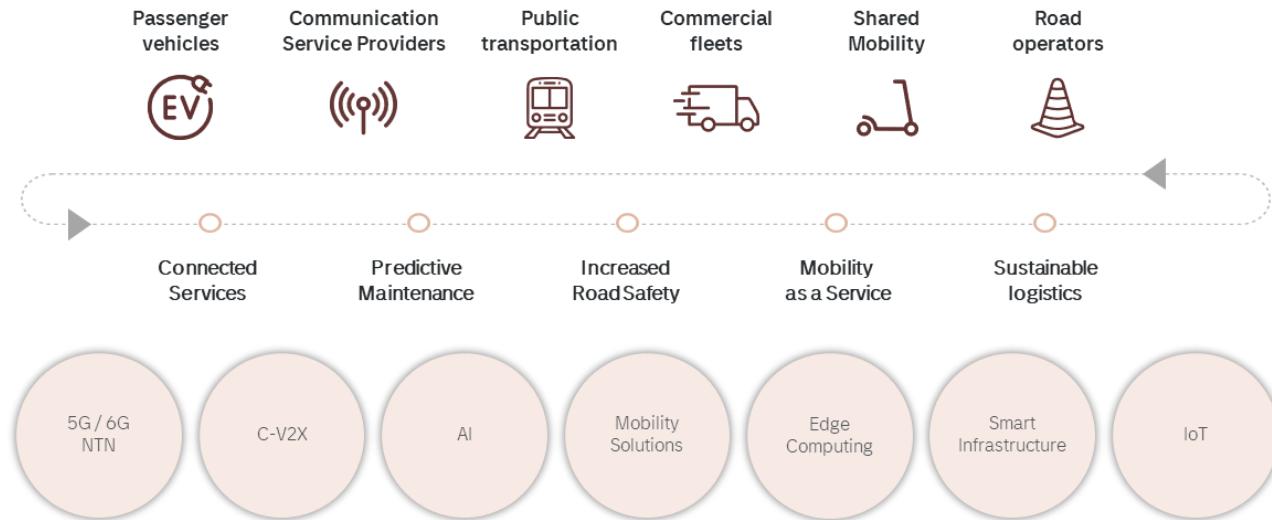 Passenger
vehicles
Communication
Service Providers
Public
transportation
Commercial
fleets
Shared
Mobility
Road
operators
EV
Connected
Services
Predictive
Maintenance
Increased
Road Safety
Mobility
as a Service
Sustainable
logistics
5G / 6G
NTN
C-V2X
AI
Mobility
Solutions
Edge
Computing
Smart
Infrastructure
IoT